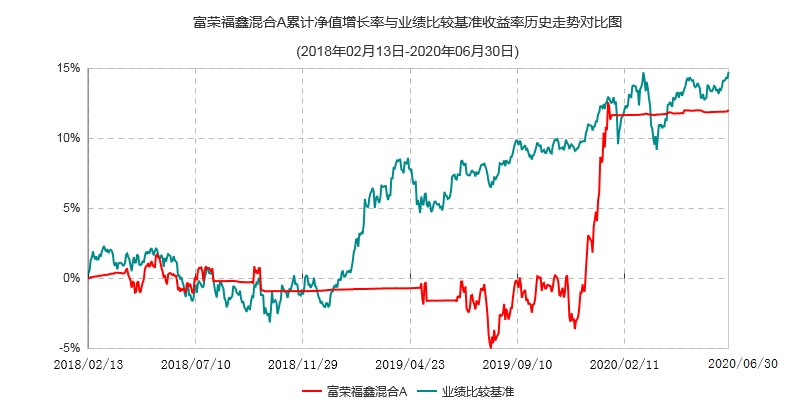 富荣福鑫混合A累计净值增长率与业绩比较基准收益率历史走势对比图
(2018年02月13日-2020年06月30日)
15%
10%
5%
0%
-5%
2018/02/13 2018/07/10 2018/11/29 2019/04/23 2019/09/10 2020/02/11 2020/06/30
富荣福鑫混合A 业绩比较基准